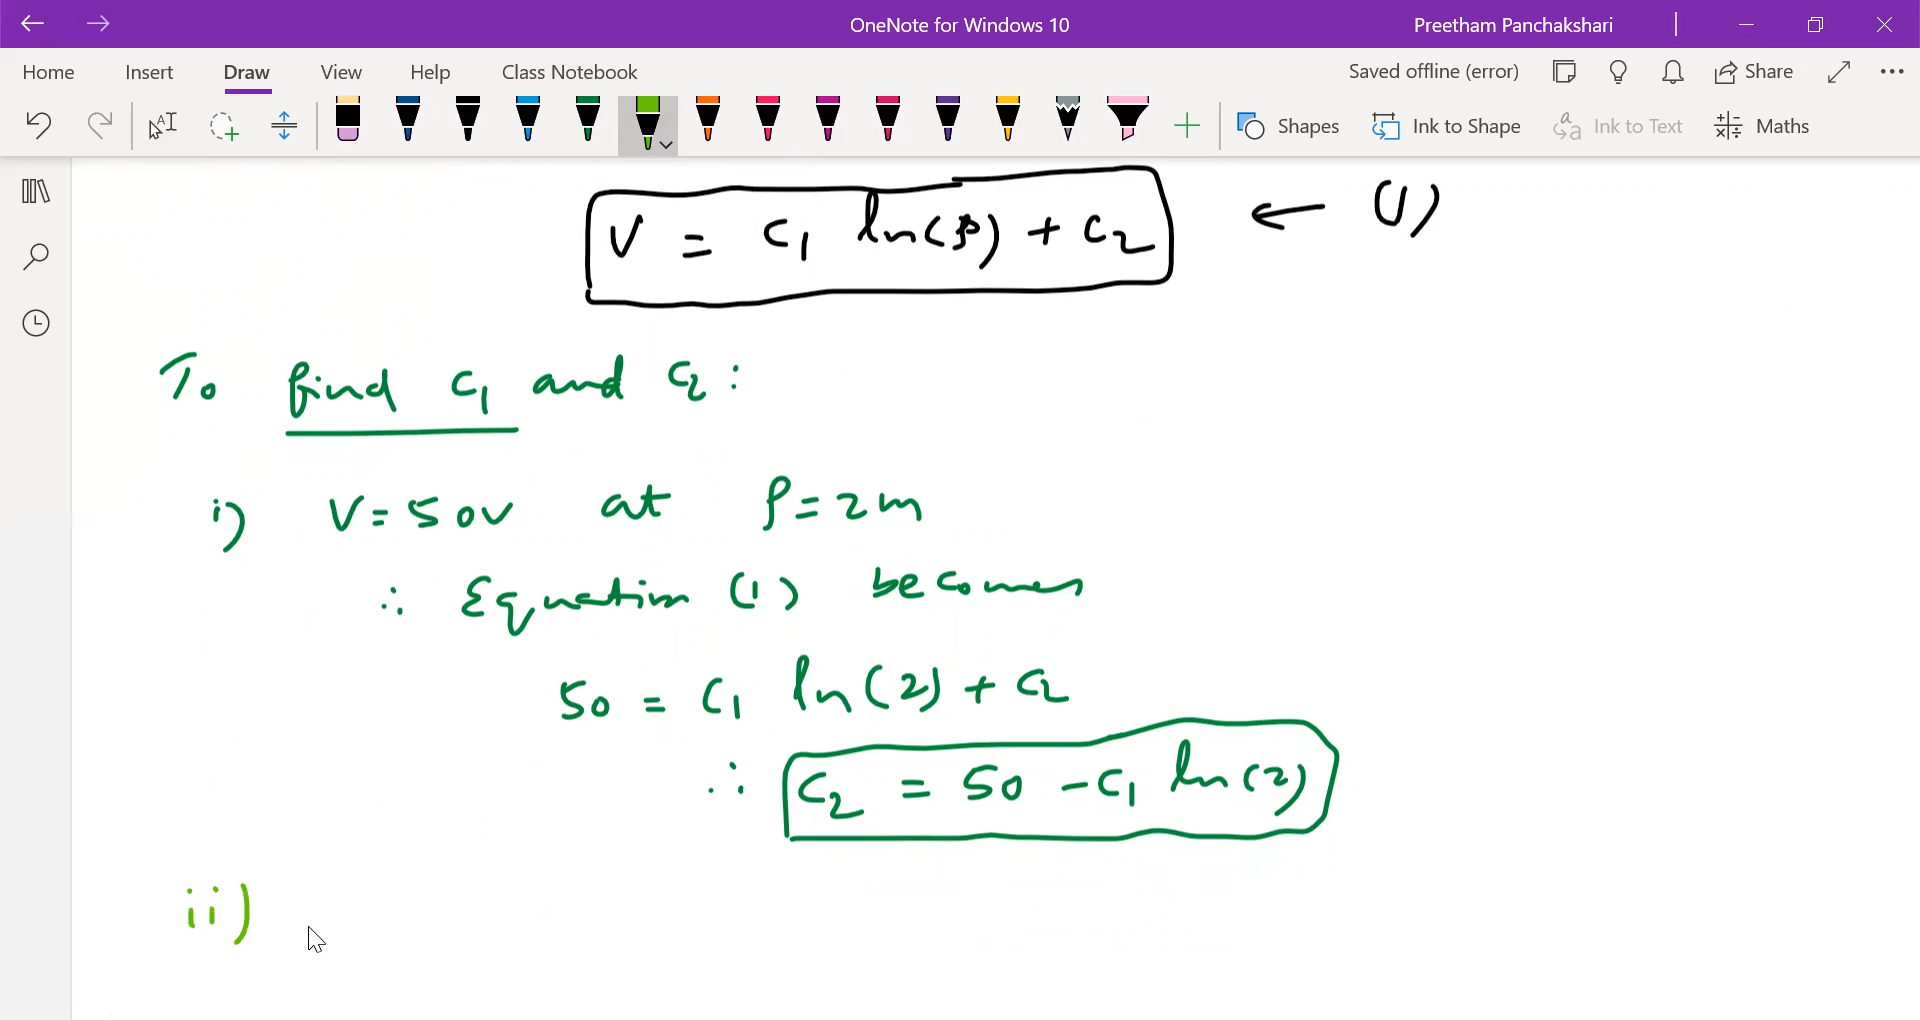 OneNote for Windows 10
Preetham Panchakshari
Home Insert Draw View Help Class Notebook
Saved offline (error) Share
Shapes Ink to Shape Ink to Text Maths
V = C₁ ln(ρ) + C₂ ← (1)
To find C₁ and C₂ :
i) V = 50V at ρ = 2m
∴ Equation (1) becomes
50 = C₁ ln(2) + C₂
∴ C₂ = 50 - C₁ ln(2)
ii)